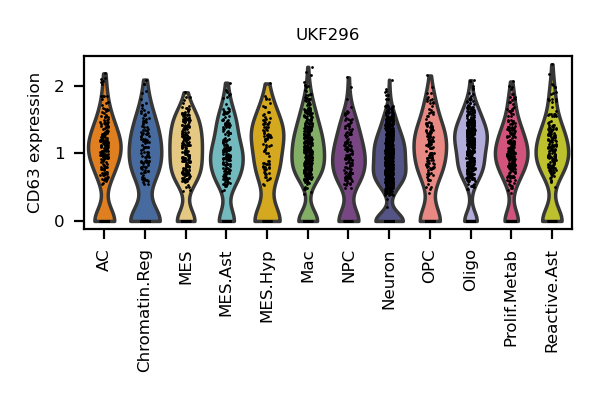 UKF296
CD63 expression
2
1
0
AC
Chromatin.Reg
MES
MES.Ast
MES.Hyp
Mac
NPC
Neuron
OPC
Oligo
Prolif.Metab
Reactive.Ast